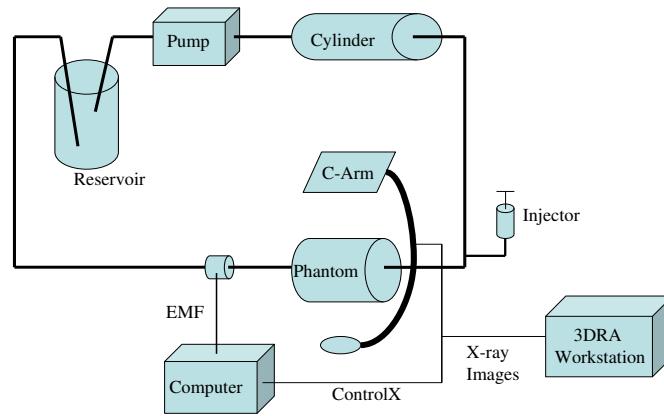 Pump
Cylinder
Reservoir
C-Arm
Injector
Phantom
EMF
3DRA
Workstation
X-ray
Images
Computer
ControlX